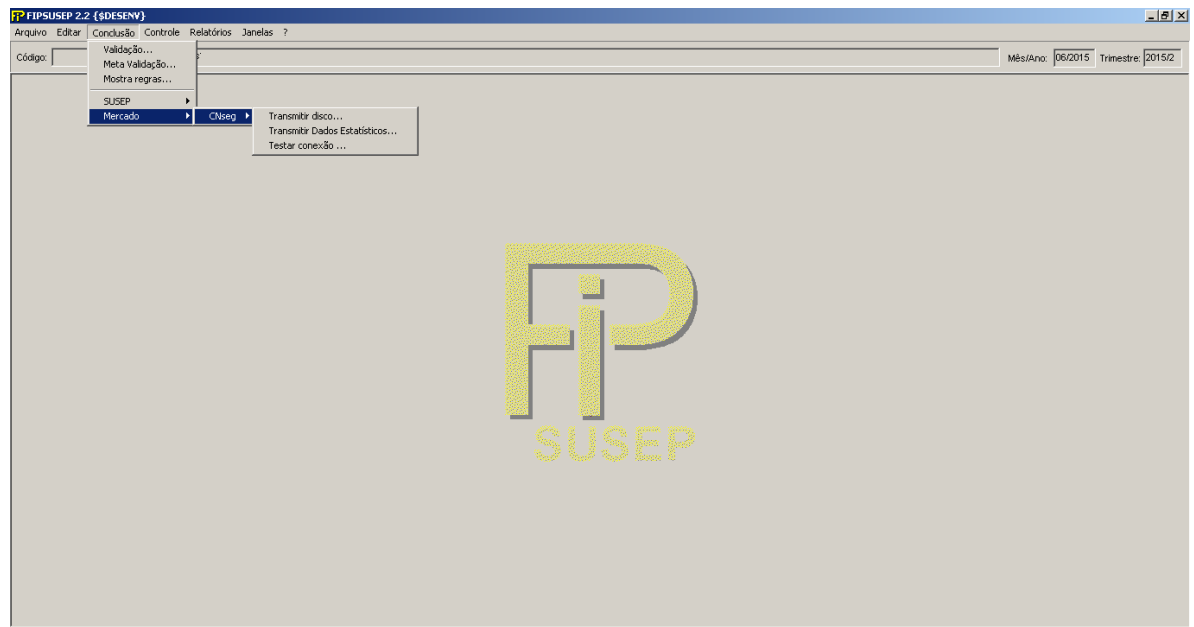 FIPSUSEP 2.2 {$DESENV}
Arquivo Editar Conclusão Controle Relatórios Janelas ?
Código: Mês/Ano: 06/2015 Trimestre: 2015/2
Validação...
Meta Validação...
Mostra regras...
SUSEP
Mercado CNseg Transmitir disco...
Transmitir Dados Estatísticos...
Testar conexão ...
FiP
SUSEP